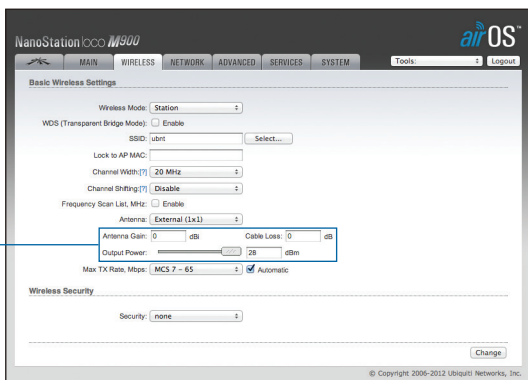 NanoStation loco M900
airOS
MAIN WIRELESS NETWORK ADVANCED SERVICES SYSTEM Tools: Logout
Basic Wireless Settings
Wireless Mode: Station
WDS (Transparent Bridge Mode): Enable
SSID: ubnt Select...
Lock to AP MAC:
Channel Width:[?] 20 MHz
Channel Shifting:[?] Disable
Frequency Scan List, MHz: Enable
Antenna: External (1x1)
Antenna Gain: 0 dBi Cable Loss: 0 dB
Output Power: 28 dBm
Max TX Rate, Mbps: MCS 7 - 65 Automatic
Wireless Security
Security: none
Change
© Copyright 2006-2012 Ubiquiti Networks, Inc.